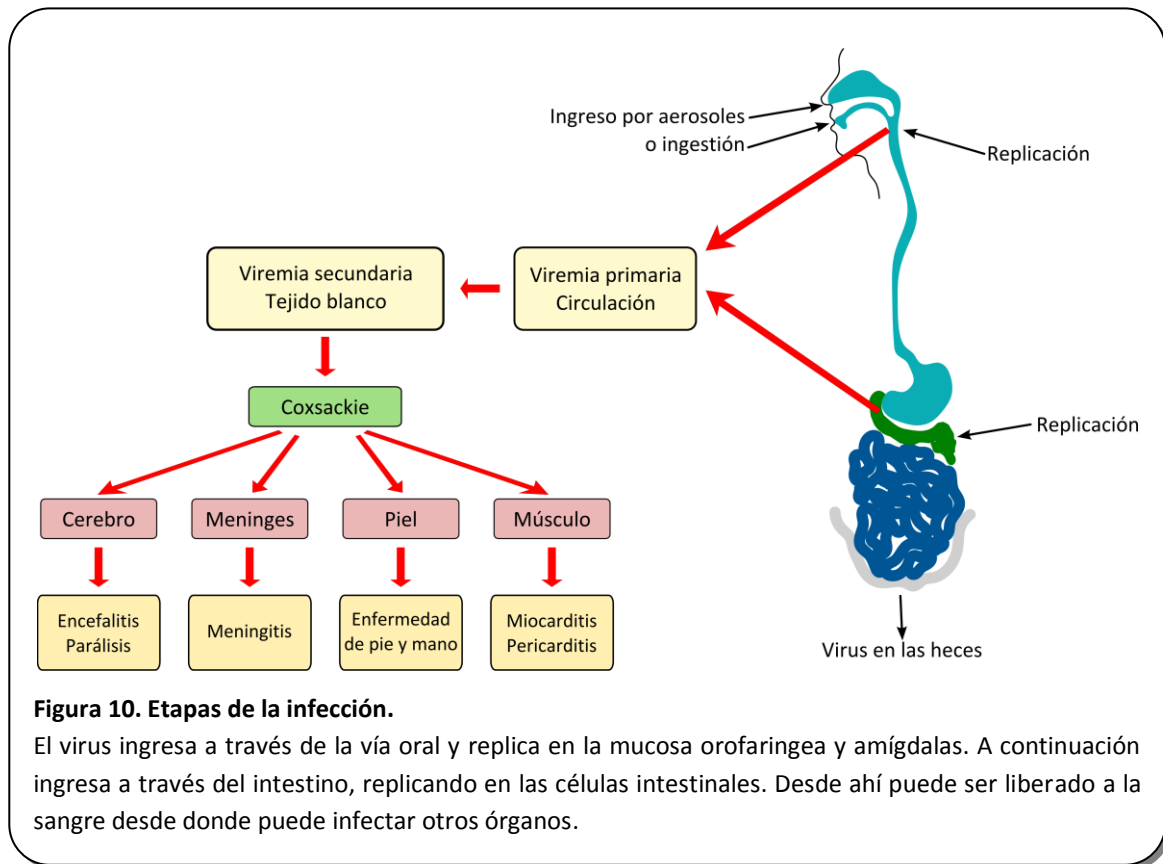 Ingreso por aerosoles
o ingestión
Replicación
Viremia secundaria
Tejido blanco
Viremia primaria
Circulación
Coxsackie
Replicación
Cerebro
Meninges
Piel
Músculo
Encefalitis
Parálisis
Meningitis
Enfermedad
de pie y mano
Miocarditis
Pericarditis
Virus en las heces
Figura 10. Etapas de la infección.
El virus ingresa a través de la vía oral y replica en la mucosa orofaringea y amígdalas. A continuación
ingresa a través del intestino, replicando en las células intestinales. Desde ahí puede ser liberado a la
sangre desde donde puede infectar otros órganos.